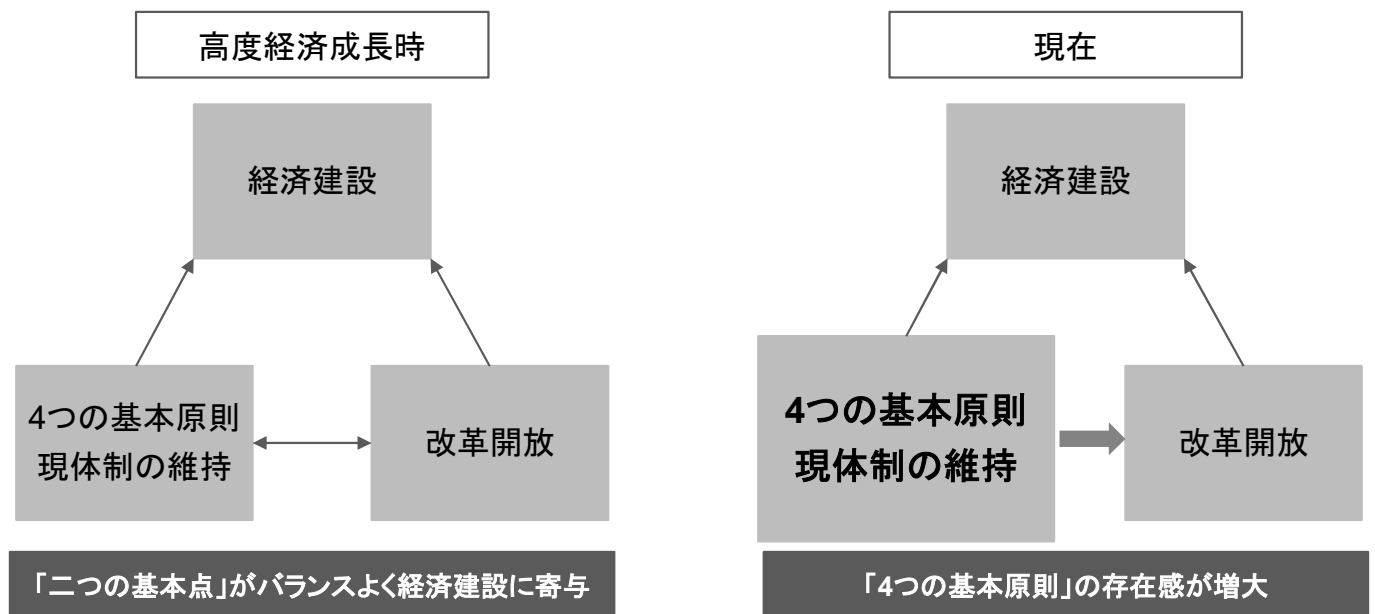 高度経済成長時
経済建設
4つの基本原則
現体制の維持
改革開放
「二つの基本点」がバランスよく経済建設に寄与
現在
経済建設
4つの基本原則
現体制の維持
改革開放
「4つの基本原則」の存在感が増大